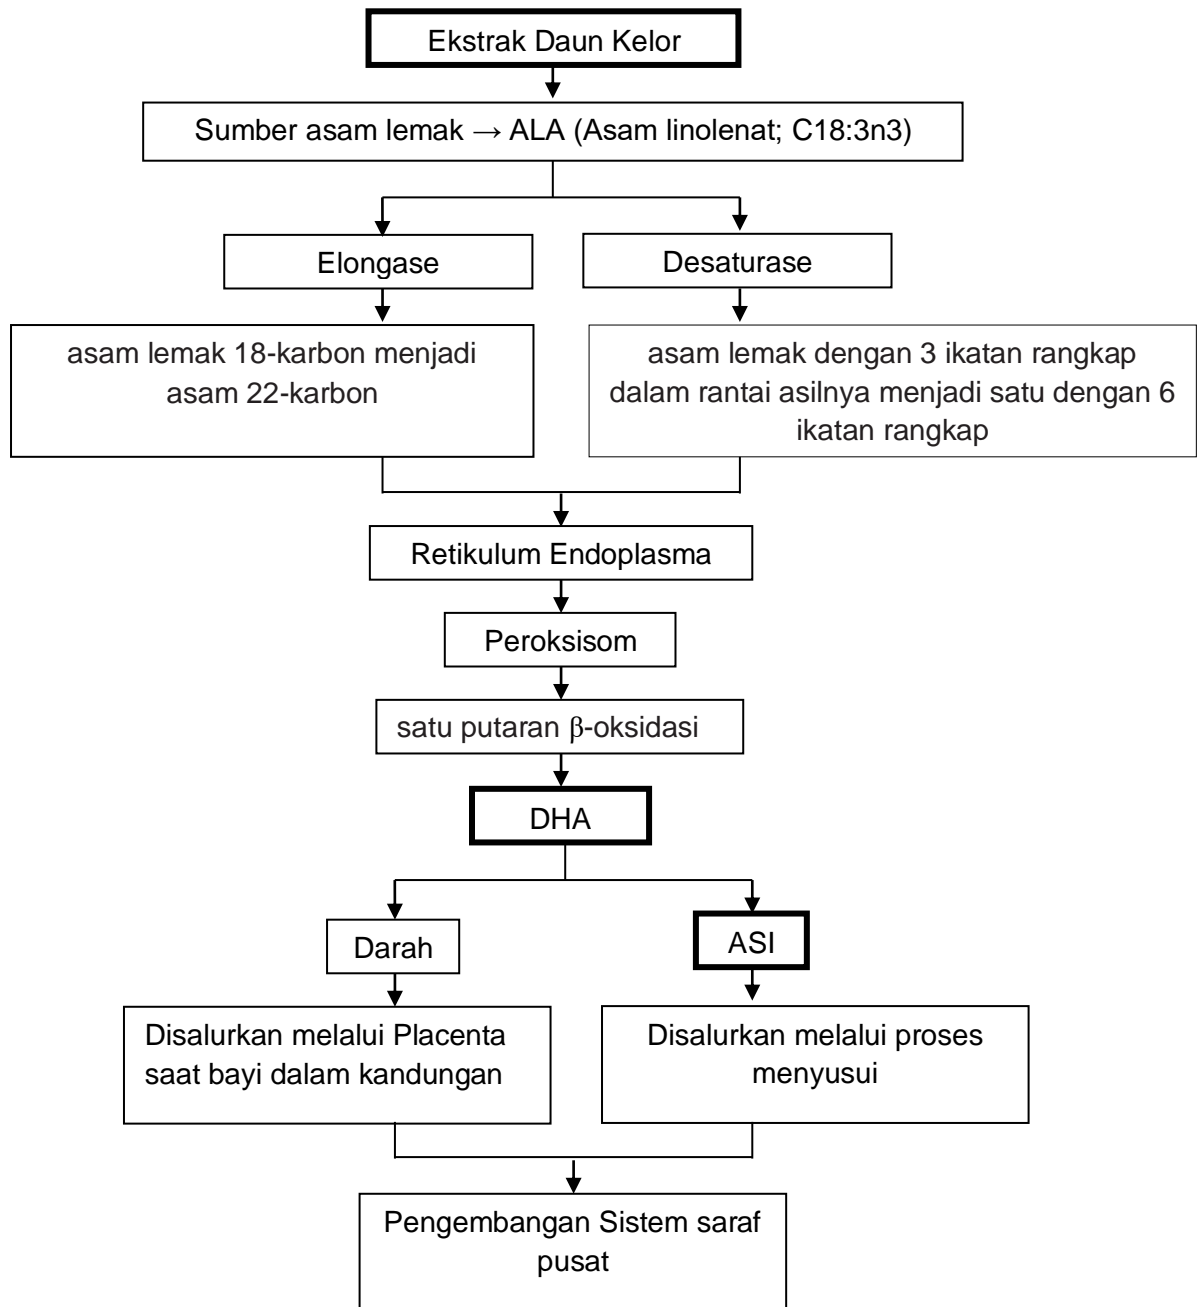 Ekstrak Daun Kelor
Sumber asam lemak → ALA (Asam linolenat; C18:3n3)
Elongase
Desaturase
asam lemak 18-karbon menjadi
asam 22-karbon
asam lemak dengan 3 ikatan rangkap
dalam rantai asilnya menjadi satu dengan 6
ikatan rangkap
Retikulum Endoplasma
Peroksisom
satu putaran β-oksidasi
DHA
Darah
ASI
Disalurkan melalui Placenta
saat bayi dalam kandungan
Disalurkan melalui proses
menyusui
Pengembangan Sistem saraf
pusat